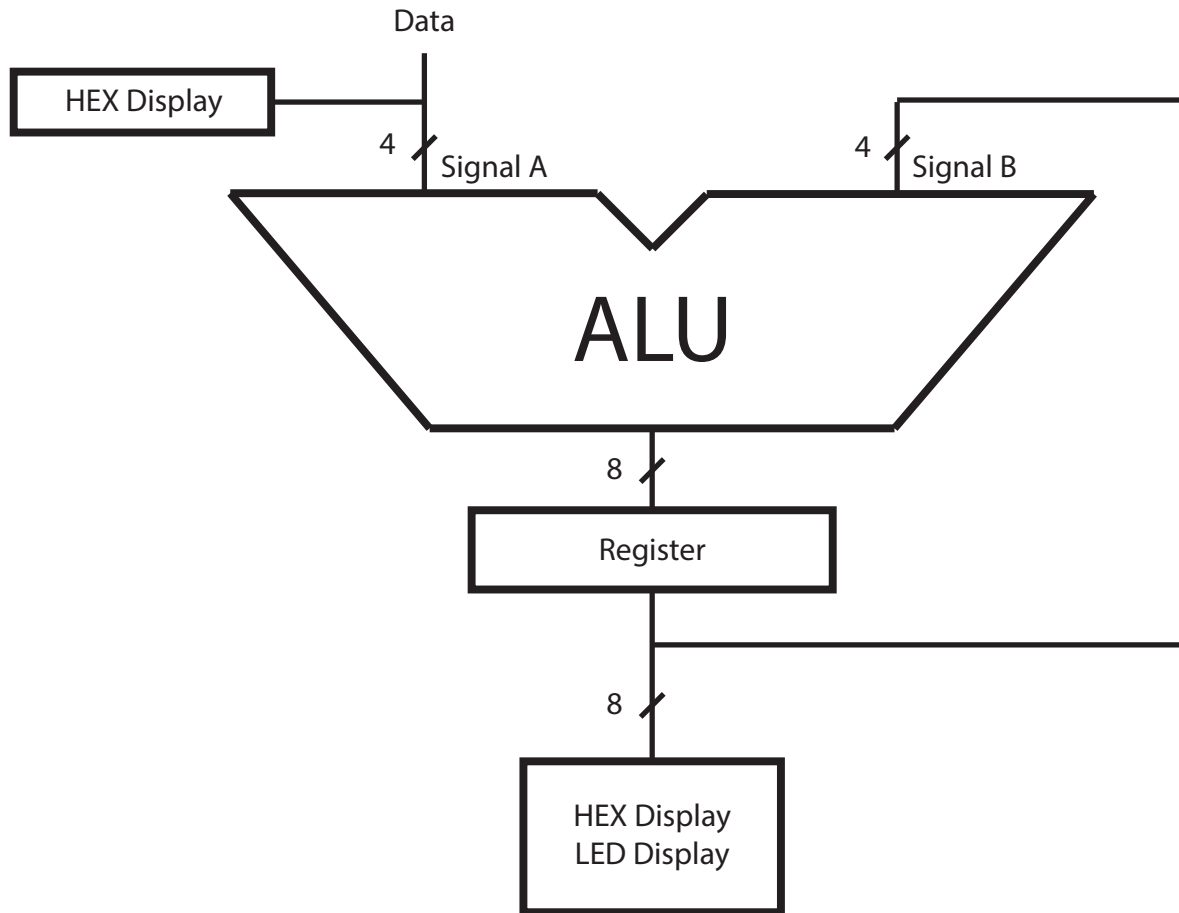 Data
HEX Display
4
Signal A
4
Signal B
ALU
8
Register
8
HEX Display
LED Display